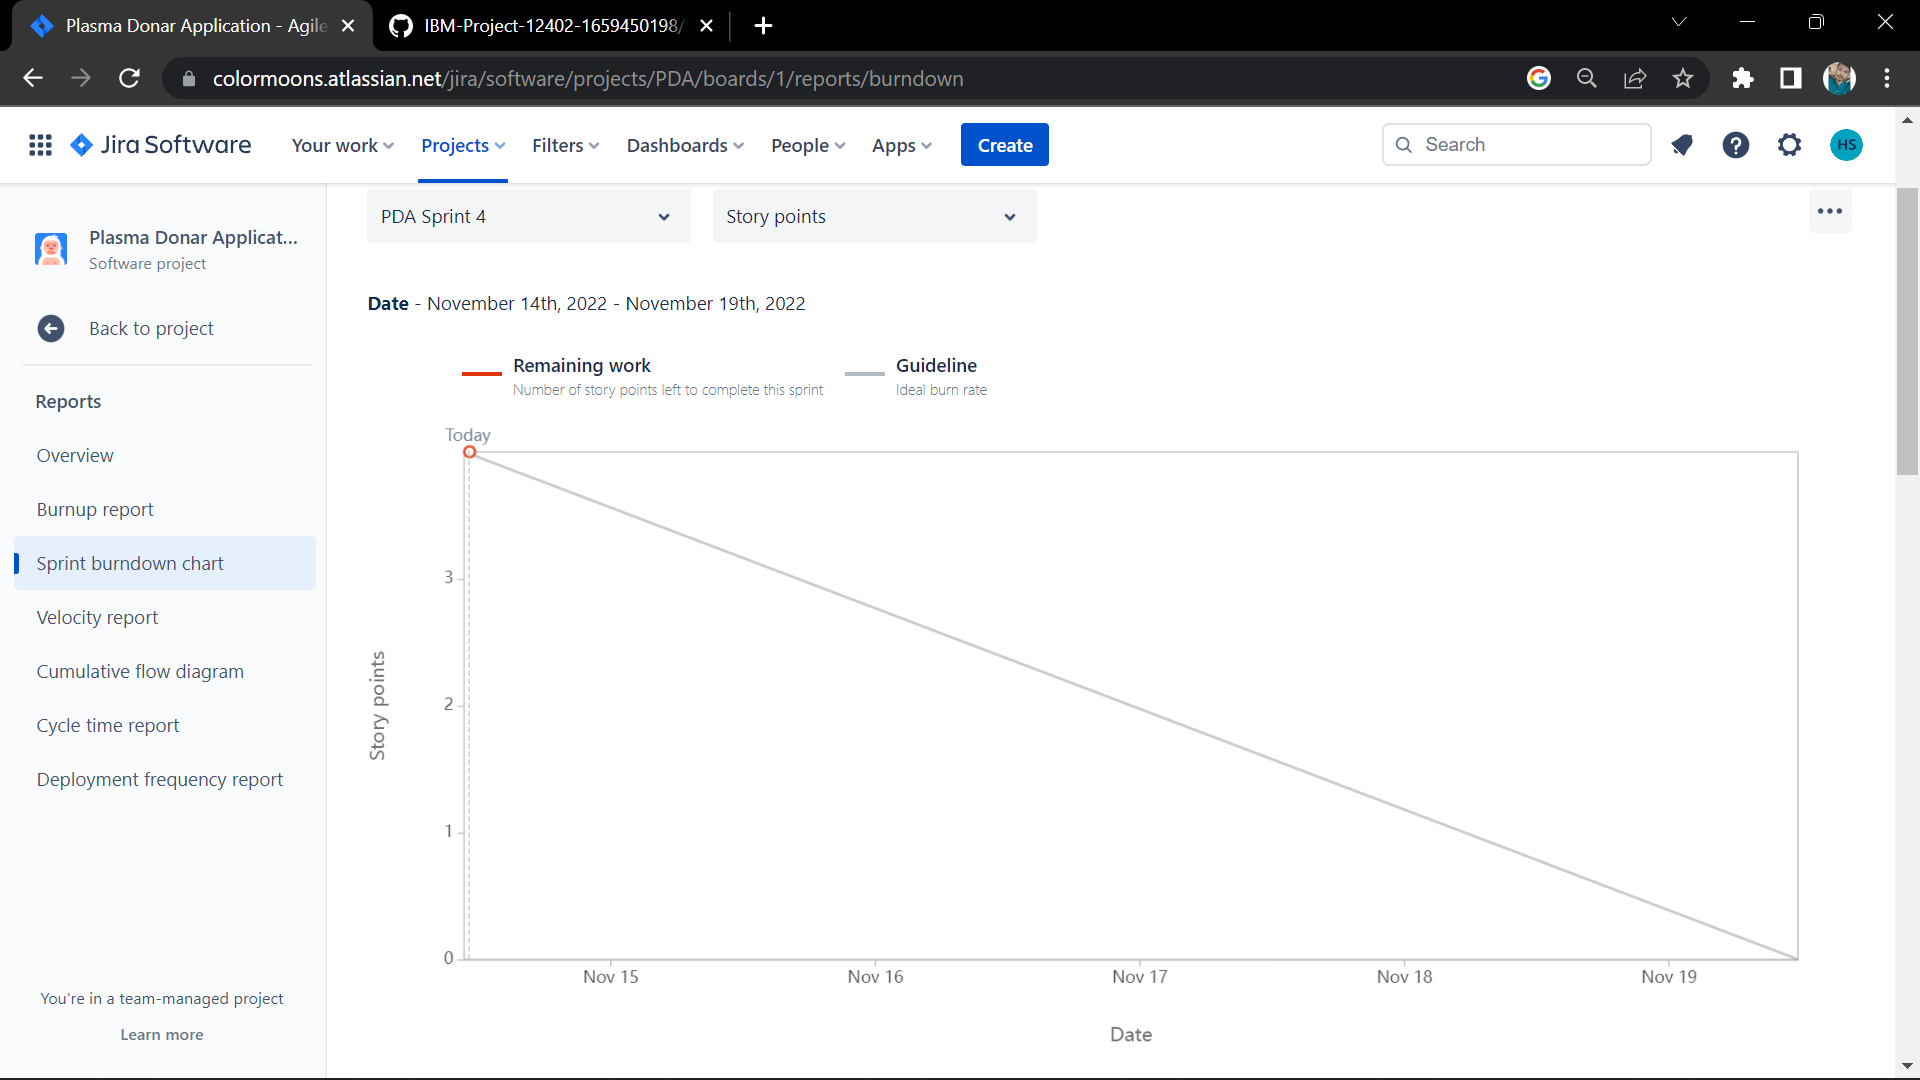 Plasma Donar Application - Agile
IBM-Project-12402-1659450198/
colormoons.atlassian.net/jira/software/projects/PDA/boards/1/reports/burndown
Jira Software
Your work
Projects
Filters
Dashboards
People
Apps
Create
Search
HS
Plasma Donar Applicat...
Software project
Back to project
Reports
Overview
Burnup report
Sprint burndown chart
Velocity report
Cumulative flow diagram
Cycle time report
Deployment frequency report
You're in a team-managed project
Learn more
PDA Sprint 4
Story points
Date - November 14th, 2022 - November 19th, 2022
Remaining work
Number of story points left to complete this sprint
Guideline
Ideal burn rate
Today
3
2
1
0
Story points
Nov 15
Nov 16
Nov 17
Nov 18
Nov 19
Date